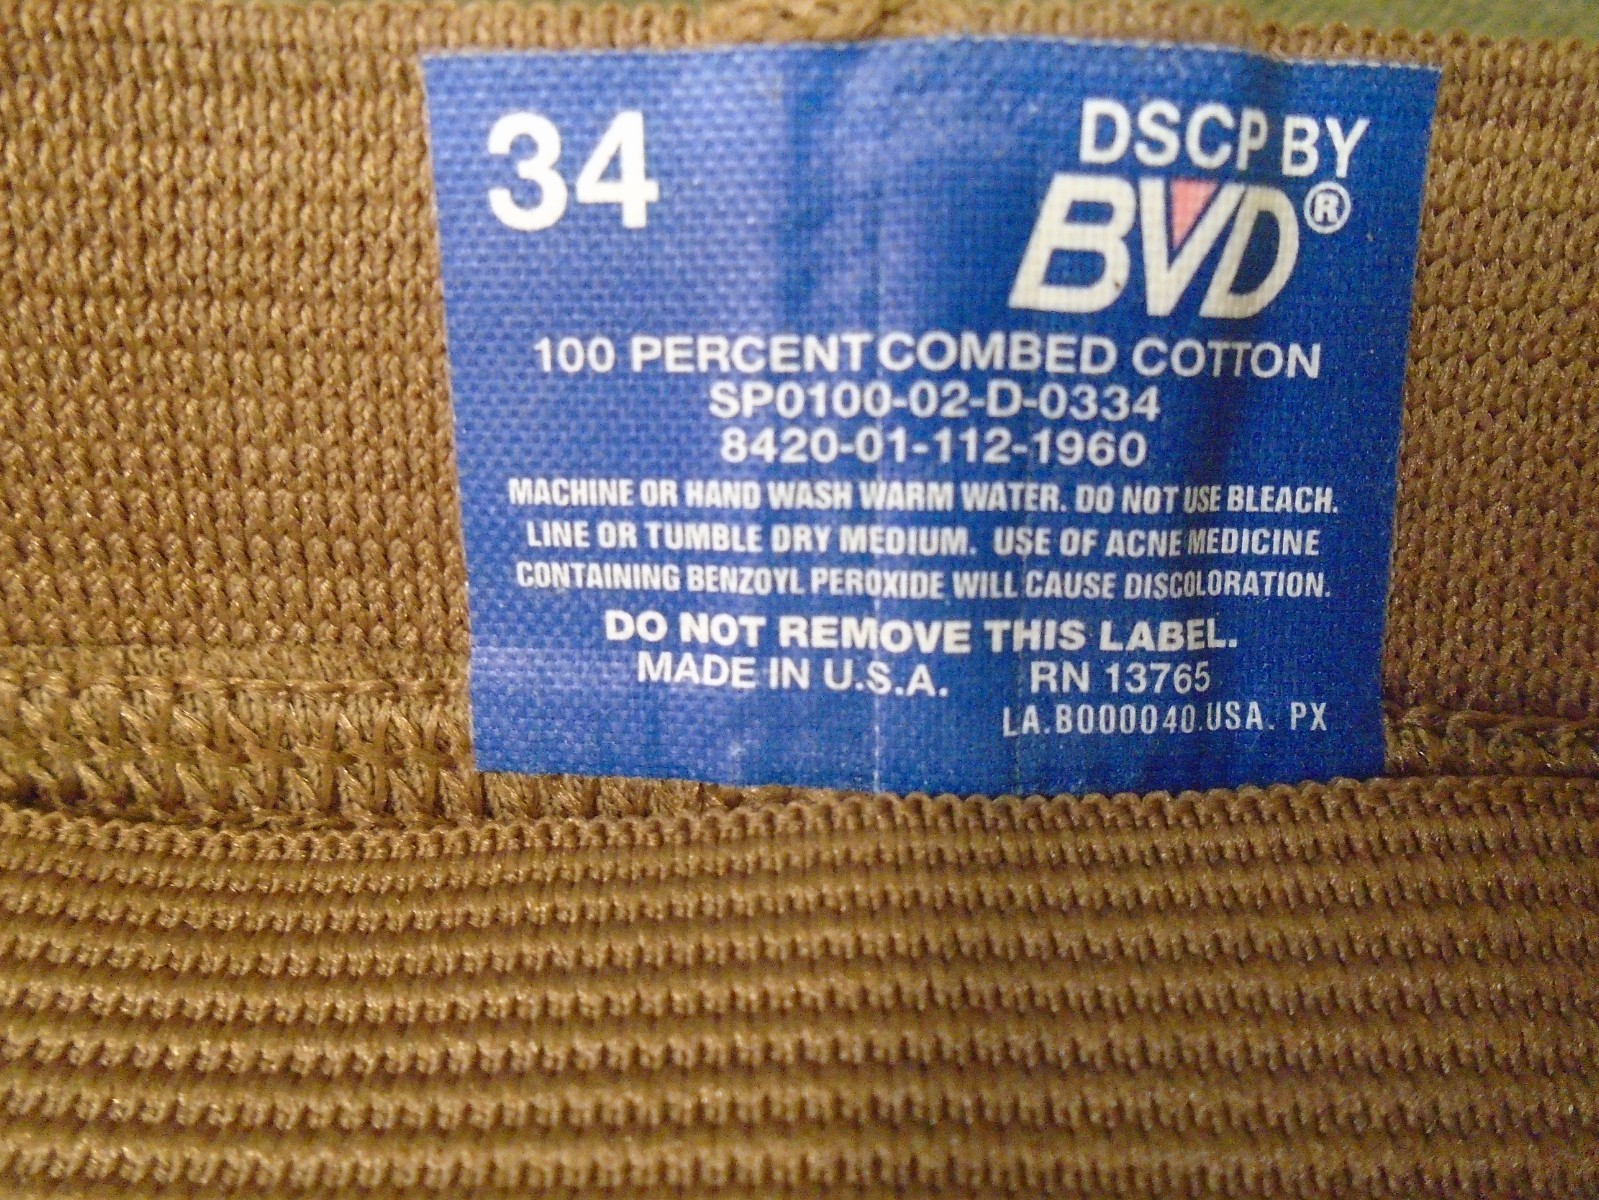 34
DSCP BY
BVD®
100 PERCENT COMBED COTTON
SP0100-02-D-0334
8420-01-112-1960
MACHINE OR HAND WASH WARM WATER. DO NOT USE BLEACH.
LINE OR TUMBLE DRY MEDIUM. USE OF ACNE MEDICINE
CONTAINING BENZOYL PEROXIDE WILL CAUSE DISCOLORATION.
DO NOT REMOVE THIS LABEL.
MADE IN U.S.A. RN 13765
LA.B000040.USA. PX